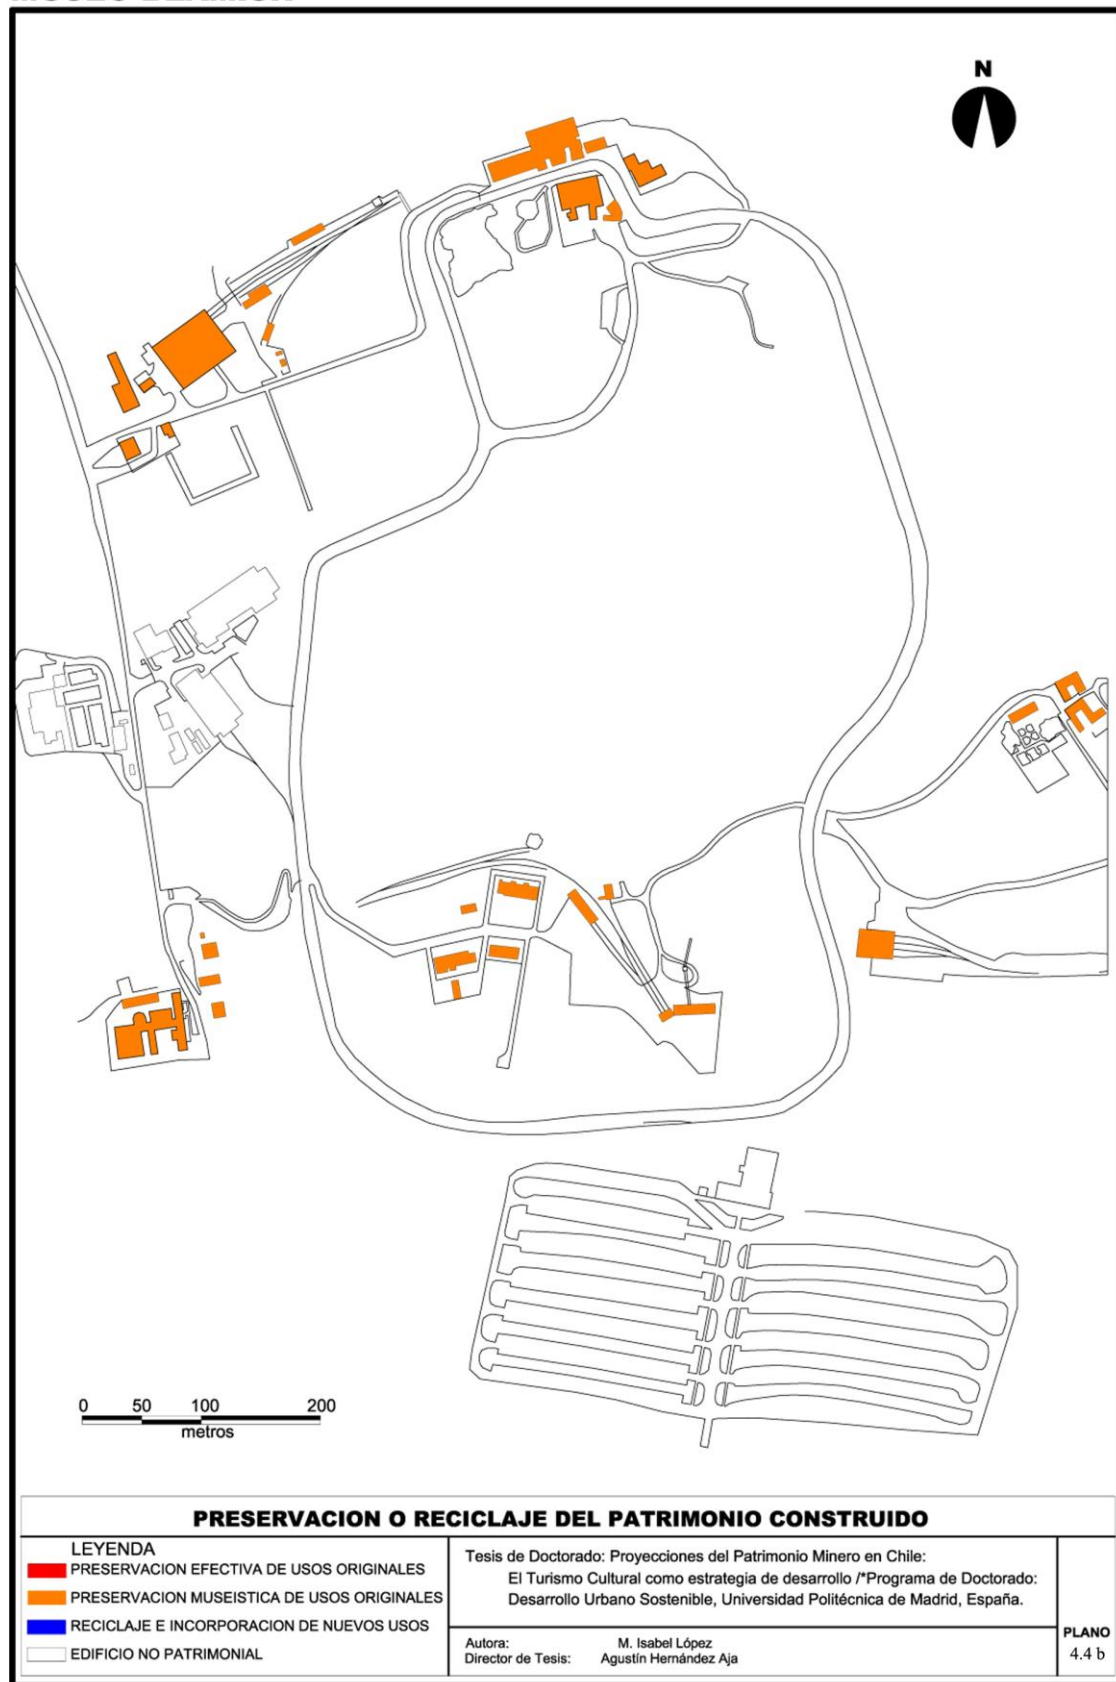 N
0 50 100 200
metros
PRESERVACION O RECICLAJE DEL PATRIMONIO CONSTRUIDO
LEYENDA
PRESERVACION EFECTIVA DE USOS ORIGINALES
PRESERVACION MUSEISTICA DE USOS ORIGINALES
RECICLAJE E INCORPORACION DE NUEVOS USOS
EDIFICIO NO PATRIMONIAL
Tesis de Doctorado: Proyecciones del Patrimonio Minero en Chile:
El Turismo Cultural como estrategia de desarrollo /*Programa de Doctorado:
Desarrollo Urbano Sostenible, Universidad Politécnica de Madrid, España.
Autora: M. Isabel López
Director de Tesis: Agustín Hernández Aja
PLANO
4.4 b